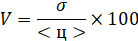 V = σ / <ц> × 100